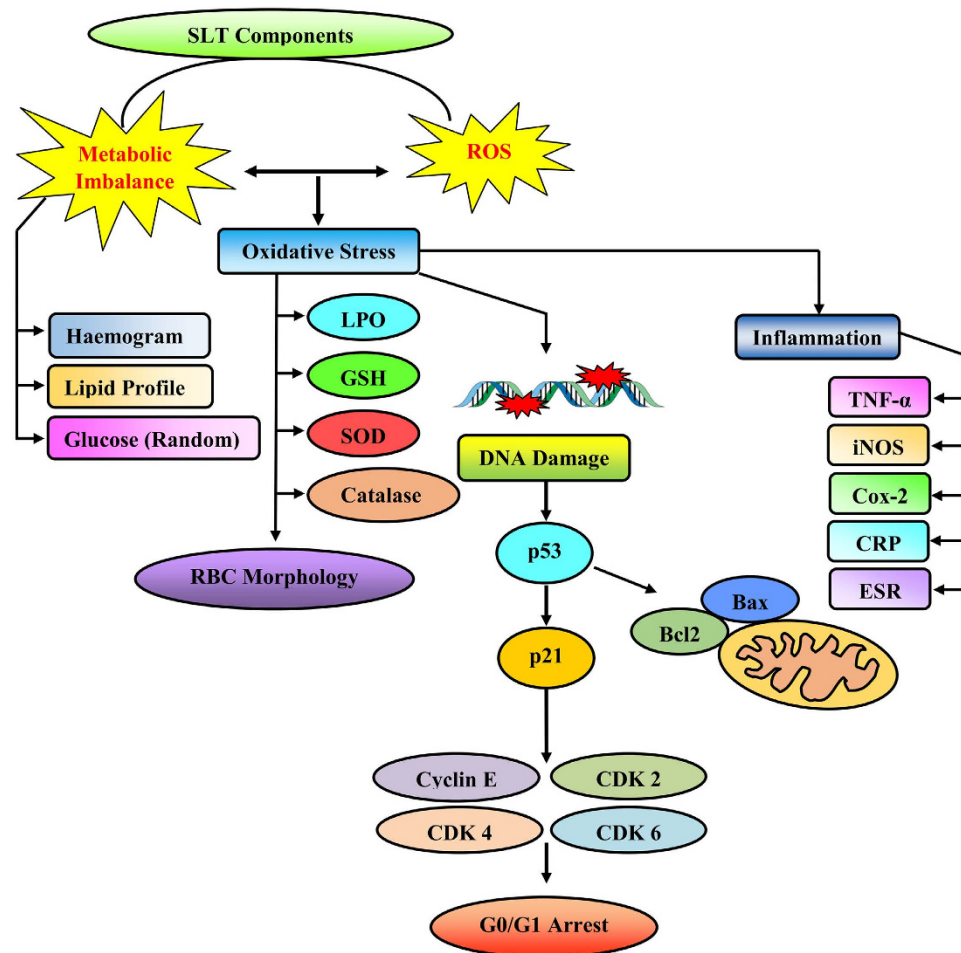 SLT Components
Metabolic
Imbalance
ROS
Oxidative Stress
Haemogram
Lipid Profile
Glucose (Random)
LPO
GSH
SOD
Catalase
RBC Morphology
DNA Damage
p53
p21
Bax
Bcl2
Inflammation
TNF-α
iNOS
Cox-2
CRP
ESR
Cyclin E
CDK 2
CDK 4
CDK 6
G0/G1 Arrest